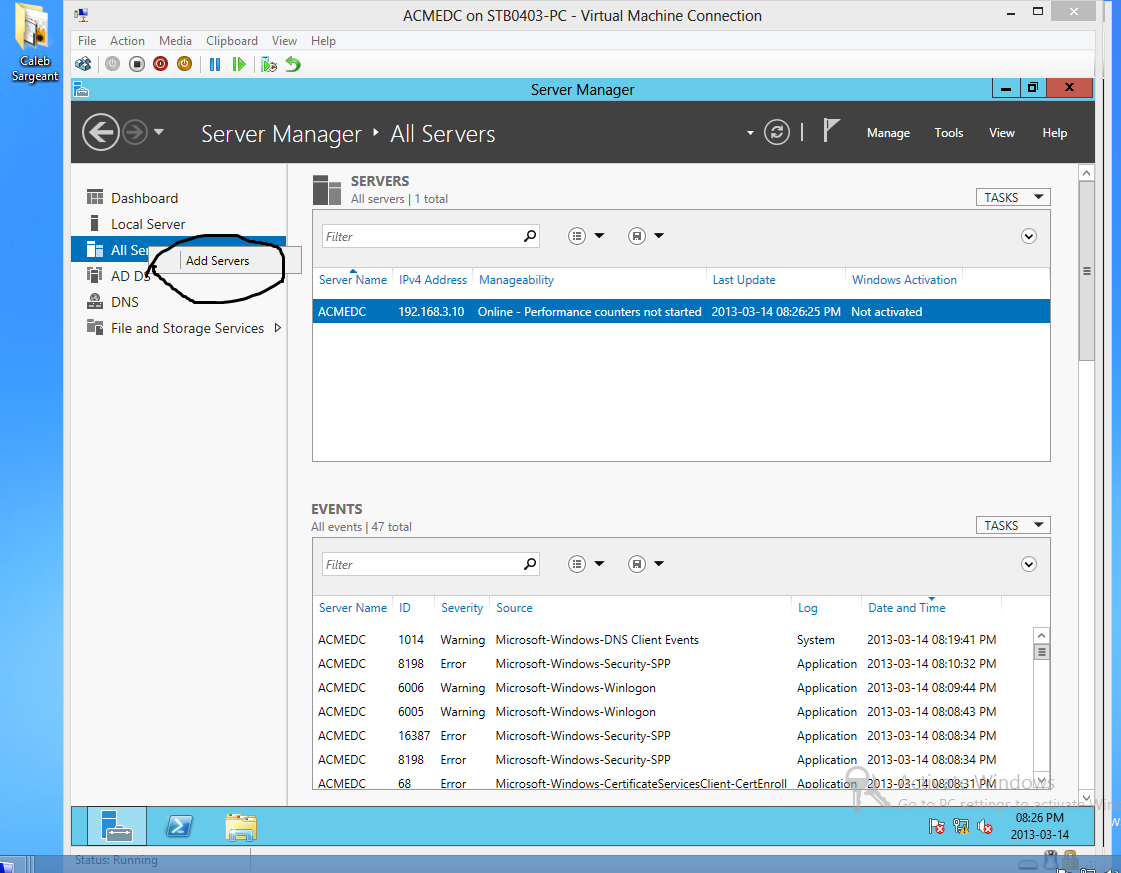 Caleb
Sargeant
ACMEDC on STB0403-PC - Virtual Machine Connection
File Action Media Clipboard View Help
Server Manager
Server Manager All Servers
Manage Tools View Help
Dashboard
Local Server
All Ser
Add Servers
AD DS
DNS
File and Storage Services
SERVERS
All servers | 1 total
TASKS
Filter
Server Name IPv4 Address Manageability Last Update Windows Activation
ACMEDC 192.168.3.10 Online - Performance counters not started 2013-03-14 08:26:25 PM Not activated
EVENTS
All events | 47 total
TASKS
Filter
Server Name ID Severity Source Log Date and Time
ACMEDC 1014 Warning Microsoft-Windows-DNS Client Events System 2013-03-14 08:19:41 PM
ACMEDC 8198 Error Microsoft-Windows-Security-SPP Application 2013-03-14 08:10:32 PM
ACMEDC 6006 Warning Microsoft-Windows-Winlogon Application 2013-03-14 08:09:44 PM
ACMEDC 6005 Warning Microsoft-Windows-Winlogon Application 2013-03-14 08:08:43 PM
ACMEDC 16387 Error Microsoft-Windows-Security-SPP Application 2013-03-14 08:08:34 PM
ACMEDC 8198 Error Microsoft-Windows-Security-SPP Application 2013-03-14 08:08:34 PM
ACMEDC 68 Error Microsoft-Windows-CertificateServicesClient-CertEnroll Application 2013-03-14 08:08:31 PM
Activate Windows
Go to PC settings to activate Win
08:26 PM
2013-03-14
Status: Running